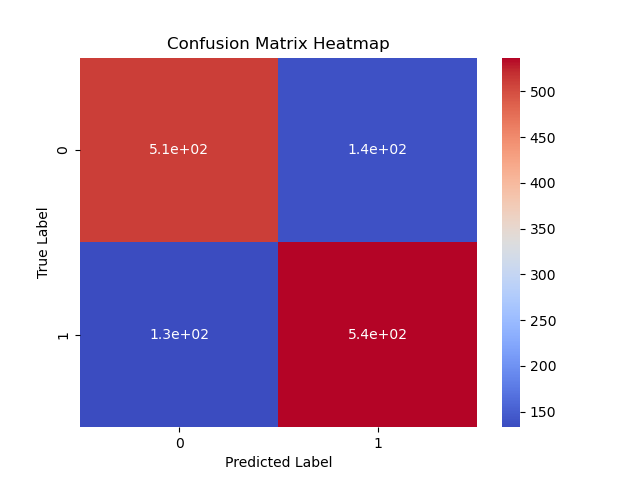 Confusion Matrix Heatmap
True Label
0
1
5.1e+02
1.4e+02
1.3e+02
5.4e+02
0
1
Predicted Label
500
450
400
350
300
250
200
150